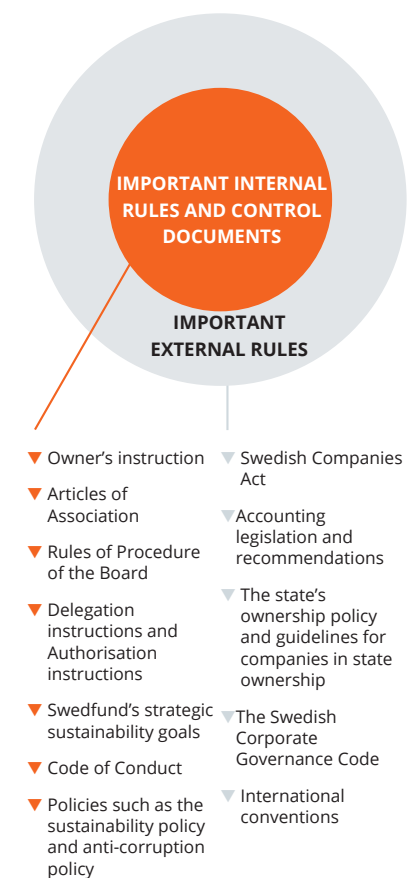 IMPORTANT INTERNAL
RULES AND CONTROL
DOCUMENTS
IMPORTANT
EXTERNAL RULES
Owner’s instruction
Articles of
Association
Rules of Procedure
of the Board
Delegation
instructions and
Authorisation
instructions
Swedfund’s strategic
sustainability goals
Code of Conduct
Policies such as the
sustainability policy
and anti-corruption
policy
Swedish Companies
Act
Accounting
legislation and
recommendations
The state’s
ownership policy
and guidelines for
companies in state
ownership
The Swedish
Corporate
Governance Code
International
conventions